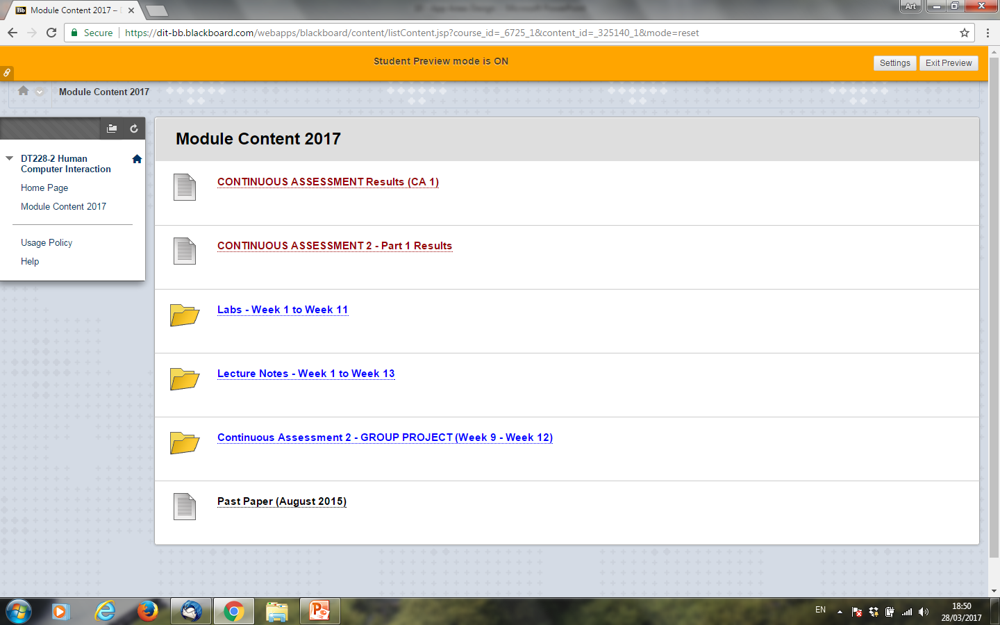 Module Content 2017 –
Art
Secure
https://dit-bb.blackboard.com/webapps/blackboard/content/listContent.jsp?course_id=_6725_1&content_id=_325140_1&mode=reset
Student Preview mode is ON
Settings
Exit Preview
Module Content 2017
DT228-2 Human
Computer Interaction
Home Page
Module Content 2017
Usage Policy
Help
Module Content 2017
CONTINUOUS ASSESSMENT Results (CA 1)
CONTINUOUS ASSESSMENT 2 - Part 1 Results
Labs - Week 1 to Week 11
Lecture Notes - Week 1 to Week 13
Continuous Assessment 2 - GROUP PROJECT (Week 9 - Week 12)
Past Paper (August 2015)
EN
18:50
28/03/2017